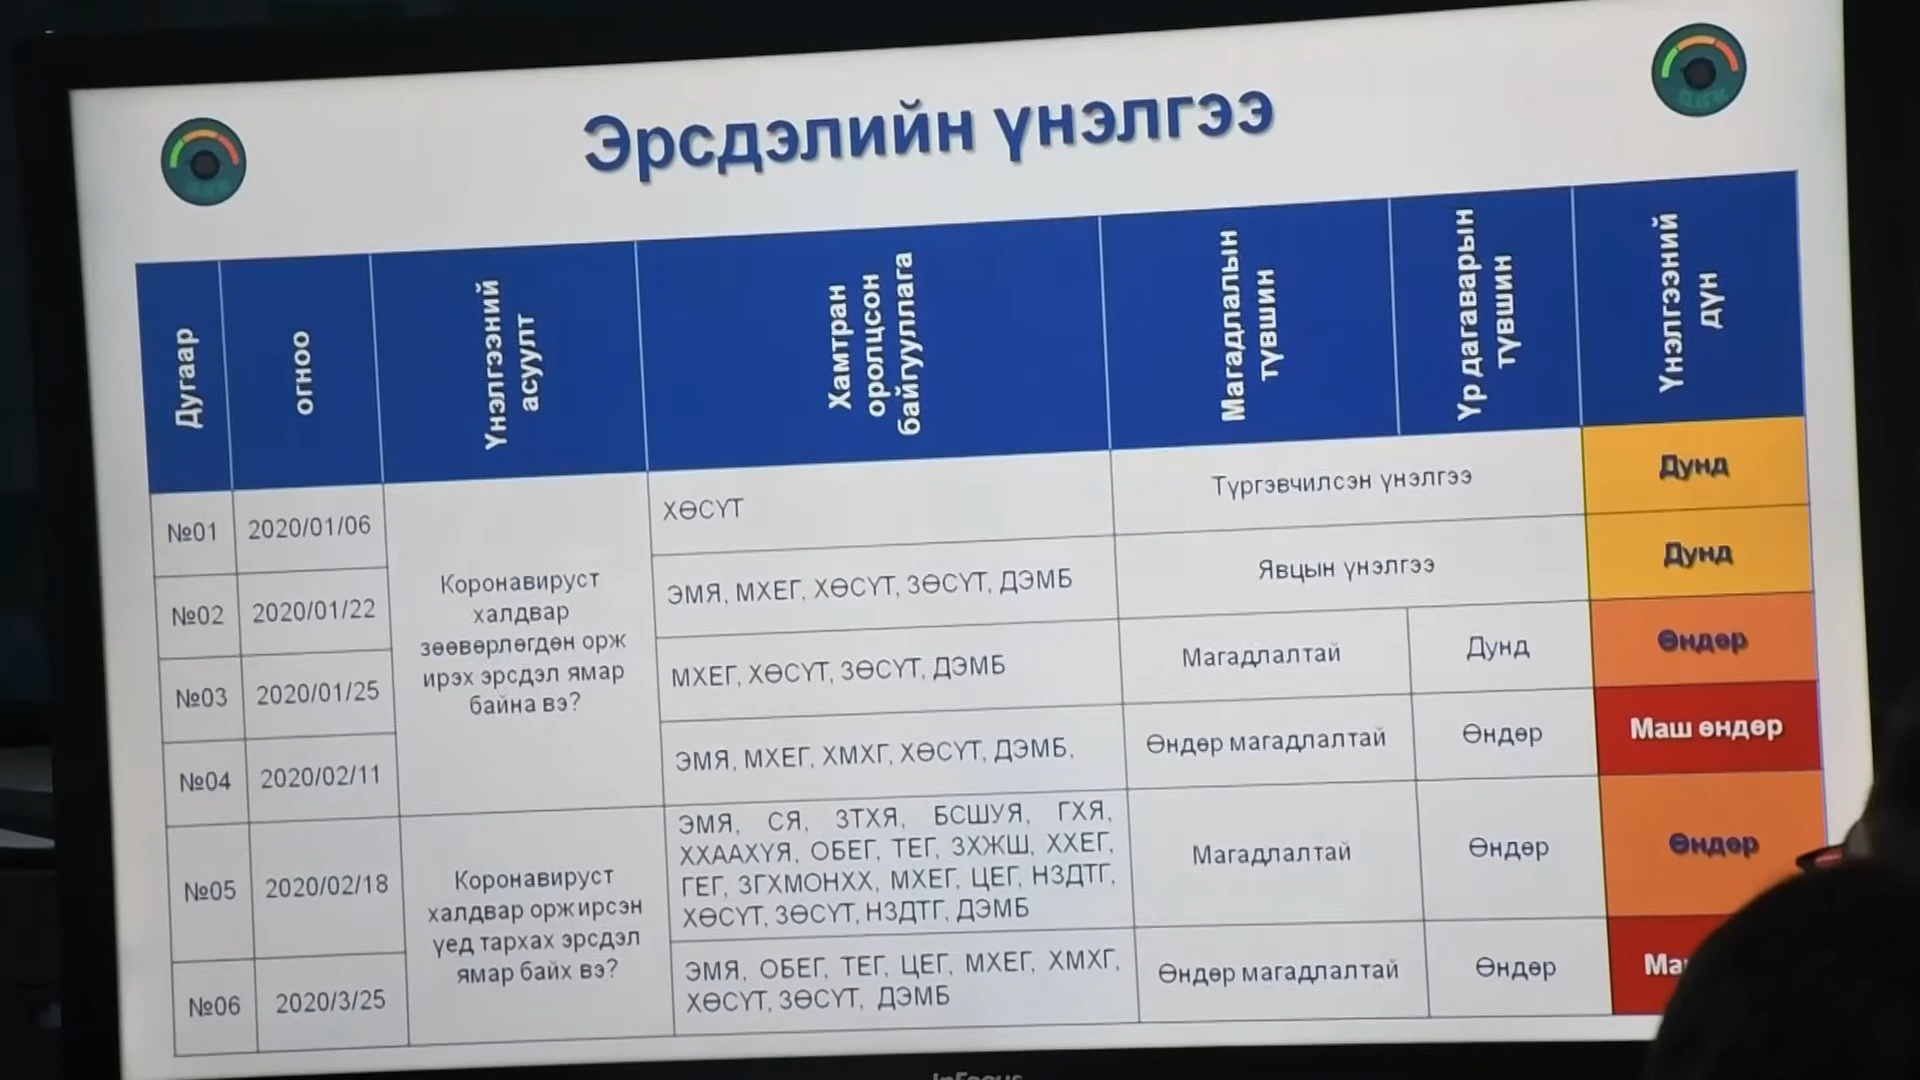 Эрсдэлийн үнэлгээ
Дугаар
огноо
Үнэлгээний
асуулт
Хамтран
оролцсон
байгууллага
Магадлалын
түвшин
Үр дагаварын
түвшин
Үнэлгээний
дүн
№01
2020/01/06
Коронавируст
халдвар
зөөвөрлөгдөн орж
ирэх эрсдэл ямар
байна вэ?
ХӨСҮТ
Түргэвчилсэн үнэлгээ
Дунд
№02
2020/01/22
ЭМЯ, МХЕГ, ХӨСҮТ, ЗӨСҮТ, ДЭМБ
Явцын үнэлгээ
Дунд
№03
2020/01/25
МХЕГ, ХӨСҮТ, ЗӨСҮТ, ДЭМБ
Магадлалтай
Дунд
Өндөр
№04
2020/02/11
ЭМЯ, МХЕГ, ХМХГ, ХӨСҮТ, ДЭМБ,
Өндөр магадлалтай
Өндөр
Маш өндөр
№05
2020/02/18
Коронавируст
халдвар орж ирсэн
үед тархах эрсдэл
ямар байх вэ?
ЭМЯ, СЯ, ЗТХЯ, БСШУЯ, ГХЯ,
ХХААХҮЯ, ОБЕГ, ТЕГ, ЗХЖШ, ХХЕГ,
ГЕГ, ЗГХМОНХХ, МХЕГ, ЦЕГ, НЗДТГ,
ХӨСҮТ, ЗӨСҮТ, НЗДТГ, ДЭМБ
Магадлалтай
Өндөр
Өндөр
№06
2020/3/25
ЭМЯ, ОБЕГ, ТЕГ, ЦЕГ, МХЕГ, ХМХГ,
ХӨСҮТ, ЗӨСҮТ, ДЭМБ
Өндөр магадлалтай
Өндөр